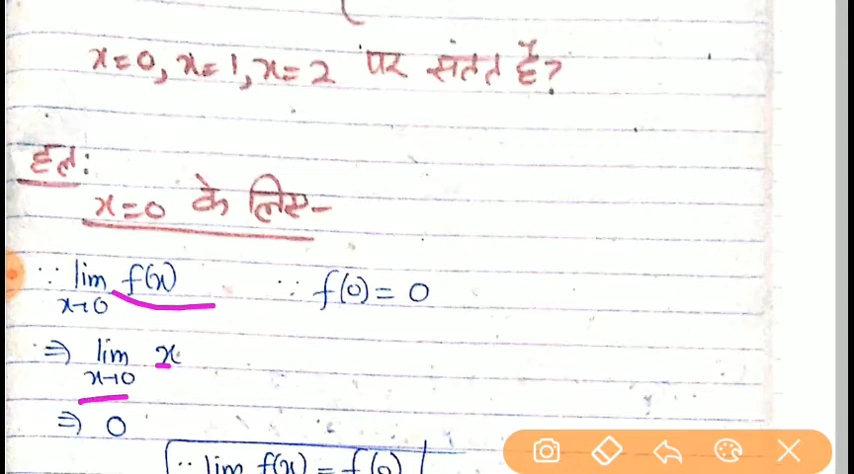 x=0, x=1, x=2 पर संतत है?
हल:
x=0 के लिए-
∵ lim f(x) ∵ f(0) = 0
x→0
⇒ lim x
x→0
⇒ 0
∵ lim f(x) = f(0)